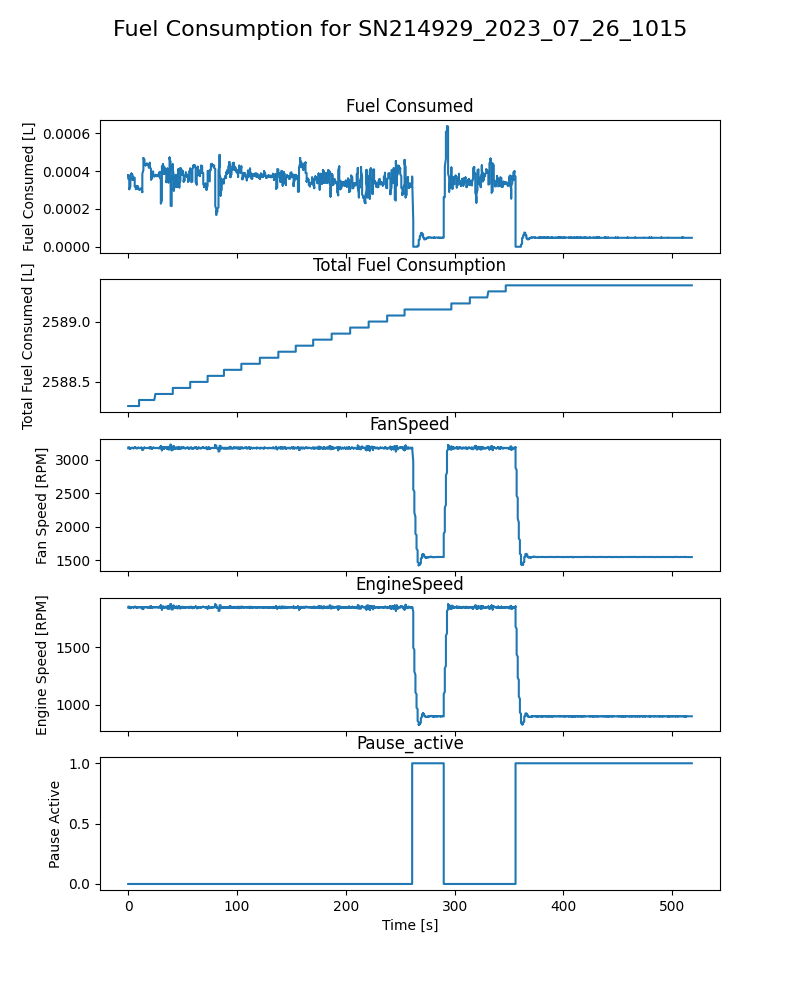 Fuel Consumption for SN214929_2023_07_26_1015
Fuel Consumed
Fuel Consumed [L]
0.0006
0.0004
0.0002
0.0000
Total Fuel Consumption
Total Fuel Consumed [L]
2589.0
2588.5
FanSpeed
Fan Speed [RPM]
3000
2500
2000
1500
EngineSpeed
Engine Speed [RPM]
1500
1000
Pause_active
Pause Active
1.0
0.5
0.0
0 100 200 300 400 500
Time [s]